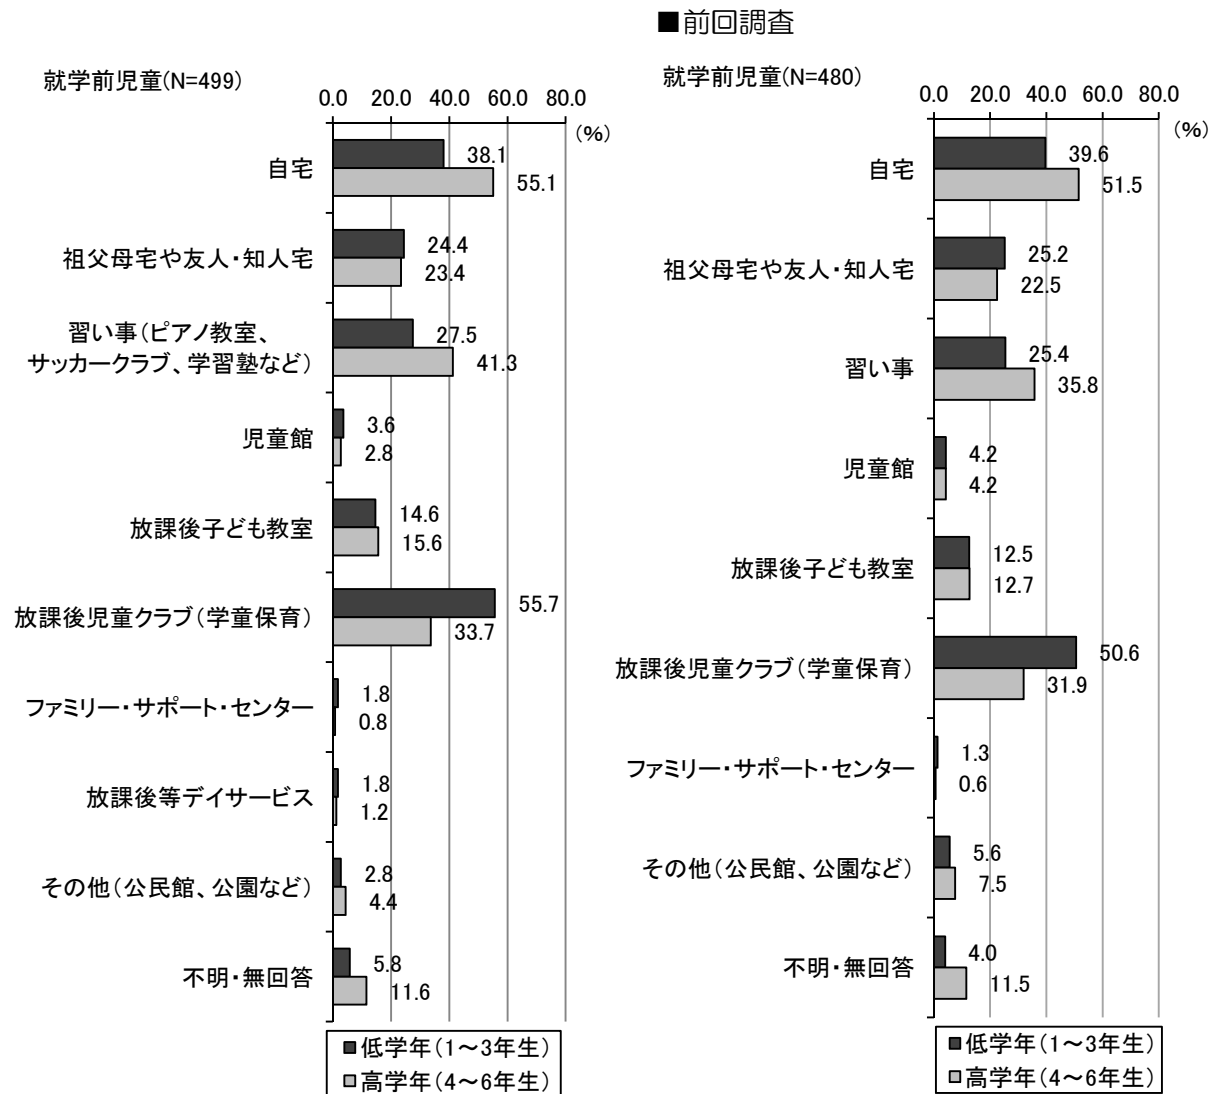 ■前回調査
就学前児童(N=499)
0.0 20.0 40.0 60.0 80.0
(%)
自宅
38.1
55.1
祖父母宅や友人・知人宅
24.4
23.4
習い事(ピアノ教室、
サッカークラブ、学習塾など)
27.5
41.3
児童館
3.6
2.8
放課後子ども教室
14.6
15.6
放課後児童クラブ(学童保育)
55.7
33.7
ファミリー・サポート・センター
1.8
0.8
放課後等デイサービス
1.8
1.2
その他(公民館、公園など)
2.8
4.4
不明・無回答
5.8
11.6
■低学年(1～3年生)
■高学年(4～6年生)
就学前児童(N=480)
0.0 20.0 40.0 60.0 80.0
(%)
自宅
39.6
51.5
祖父母宅や友人・知人宅
25.2
22.5
習い事
25.4
35.8
児童館
4.2
4.2
放課後子ども教室
12.5
12.7
放課後児童クラブ(学童保育)
50.6
31.9
ファミリー・サポート・センター
1.3
0.6
その他(公民館、公園など)
5.6
7.5
不明・無回答
4.0
11.5
■低学年(1～3年生)
■高学年(4～6年生)